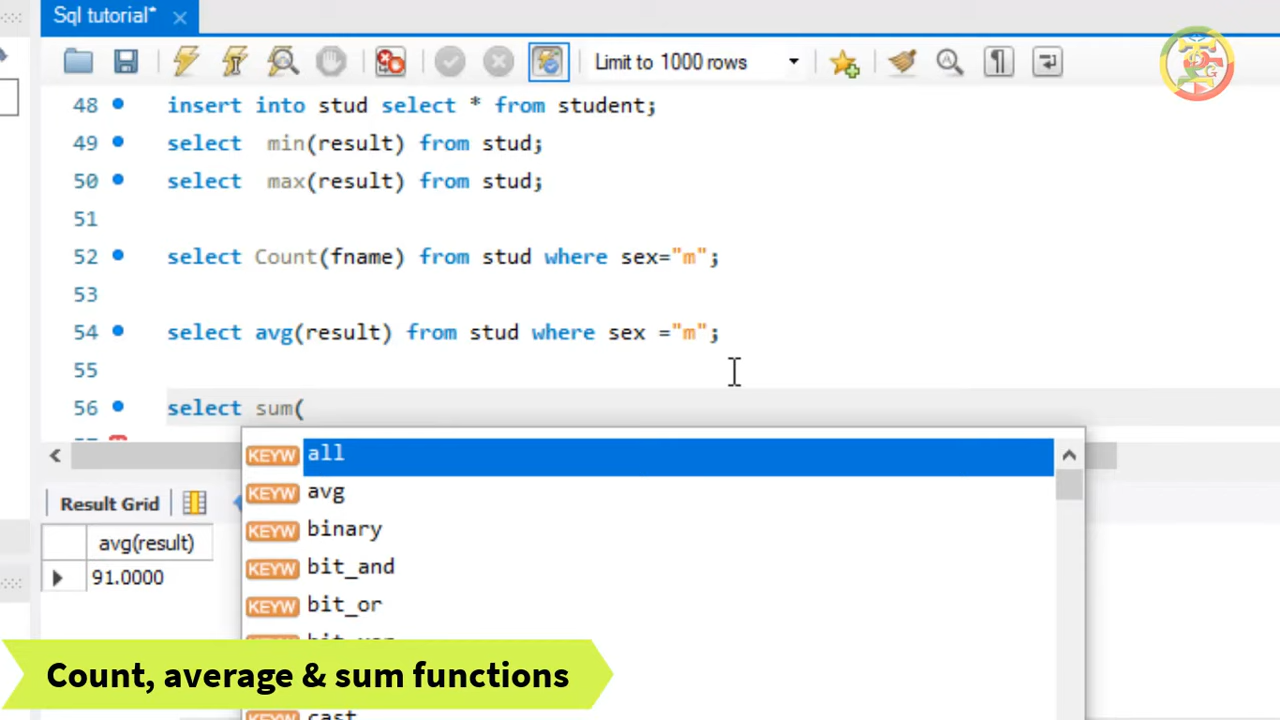 Sql tutorial*
Limit to 1000 rows
48 insert into stud select * from student;
49 select min(result) from stud;
50 select max(result) from stud;
51
52 select Count(fname) from stud where sex="m";
53
54 select avg(result) from stud where sex ="m";
55
56 select sum(
KEYW all
KEYW avg
KEYW binary
KEYW bit_and
KEYW bit_or
Result Grid
avg(result)
91.0000
KEYW cast
Count, average & sum functions